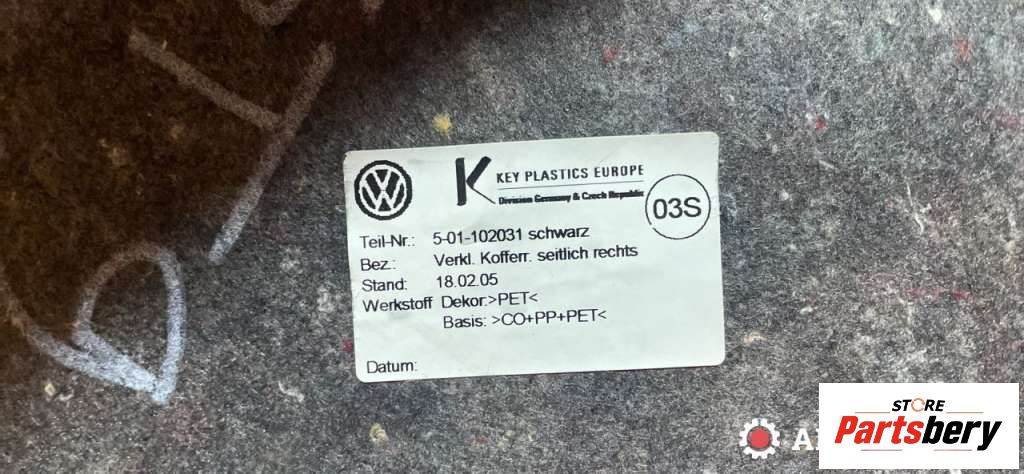 KEY PLASTICS EUROPE
Division Germany & Czech Republic
03S
Teil-Nr.: 5-01-102031 schwarz
Bez.: Verkl. Kofferr. seitlich rechts
Stand: 18.02.05
Werkstoff Dekor:>PET<
Basis: >CO+PP+PET<
Datum:
STORE
Partsbery